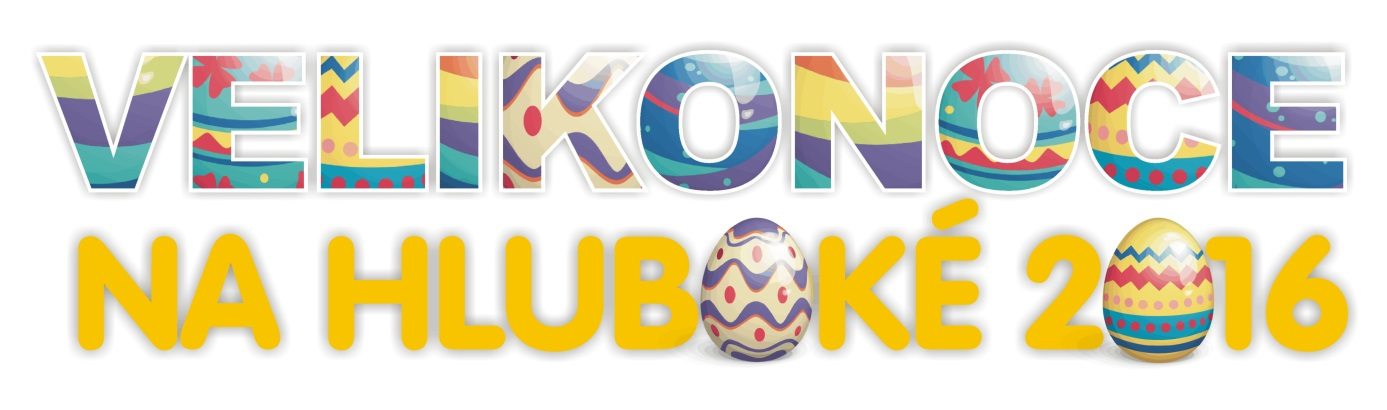 VELIKONOCE
NA HLUBOKÉ 2016